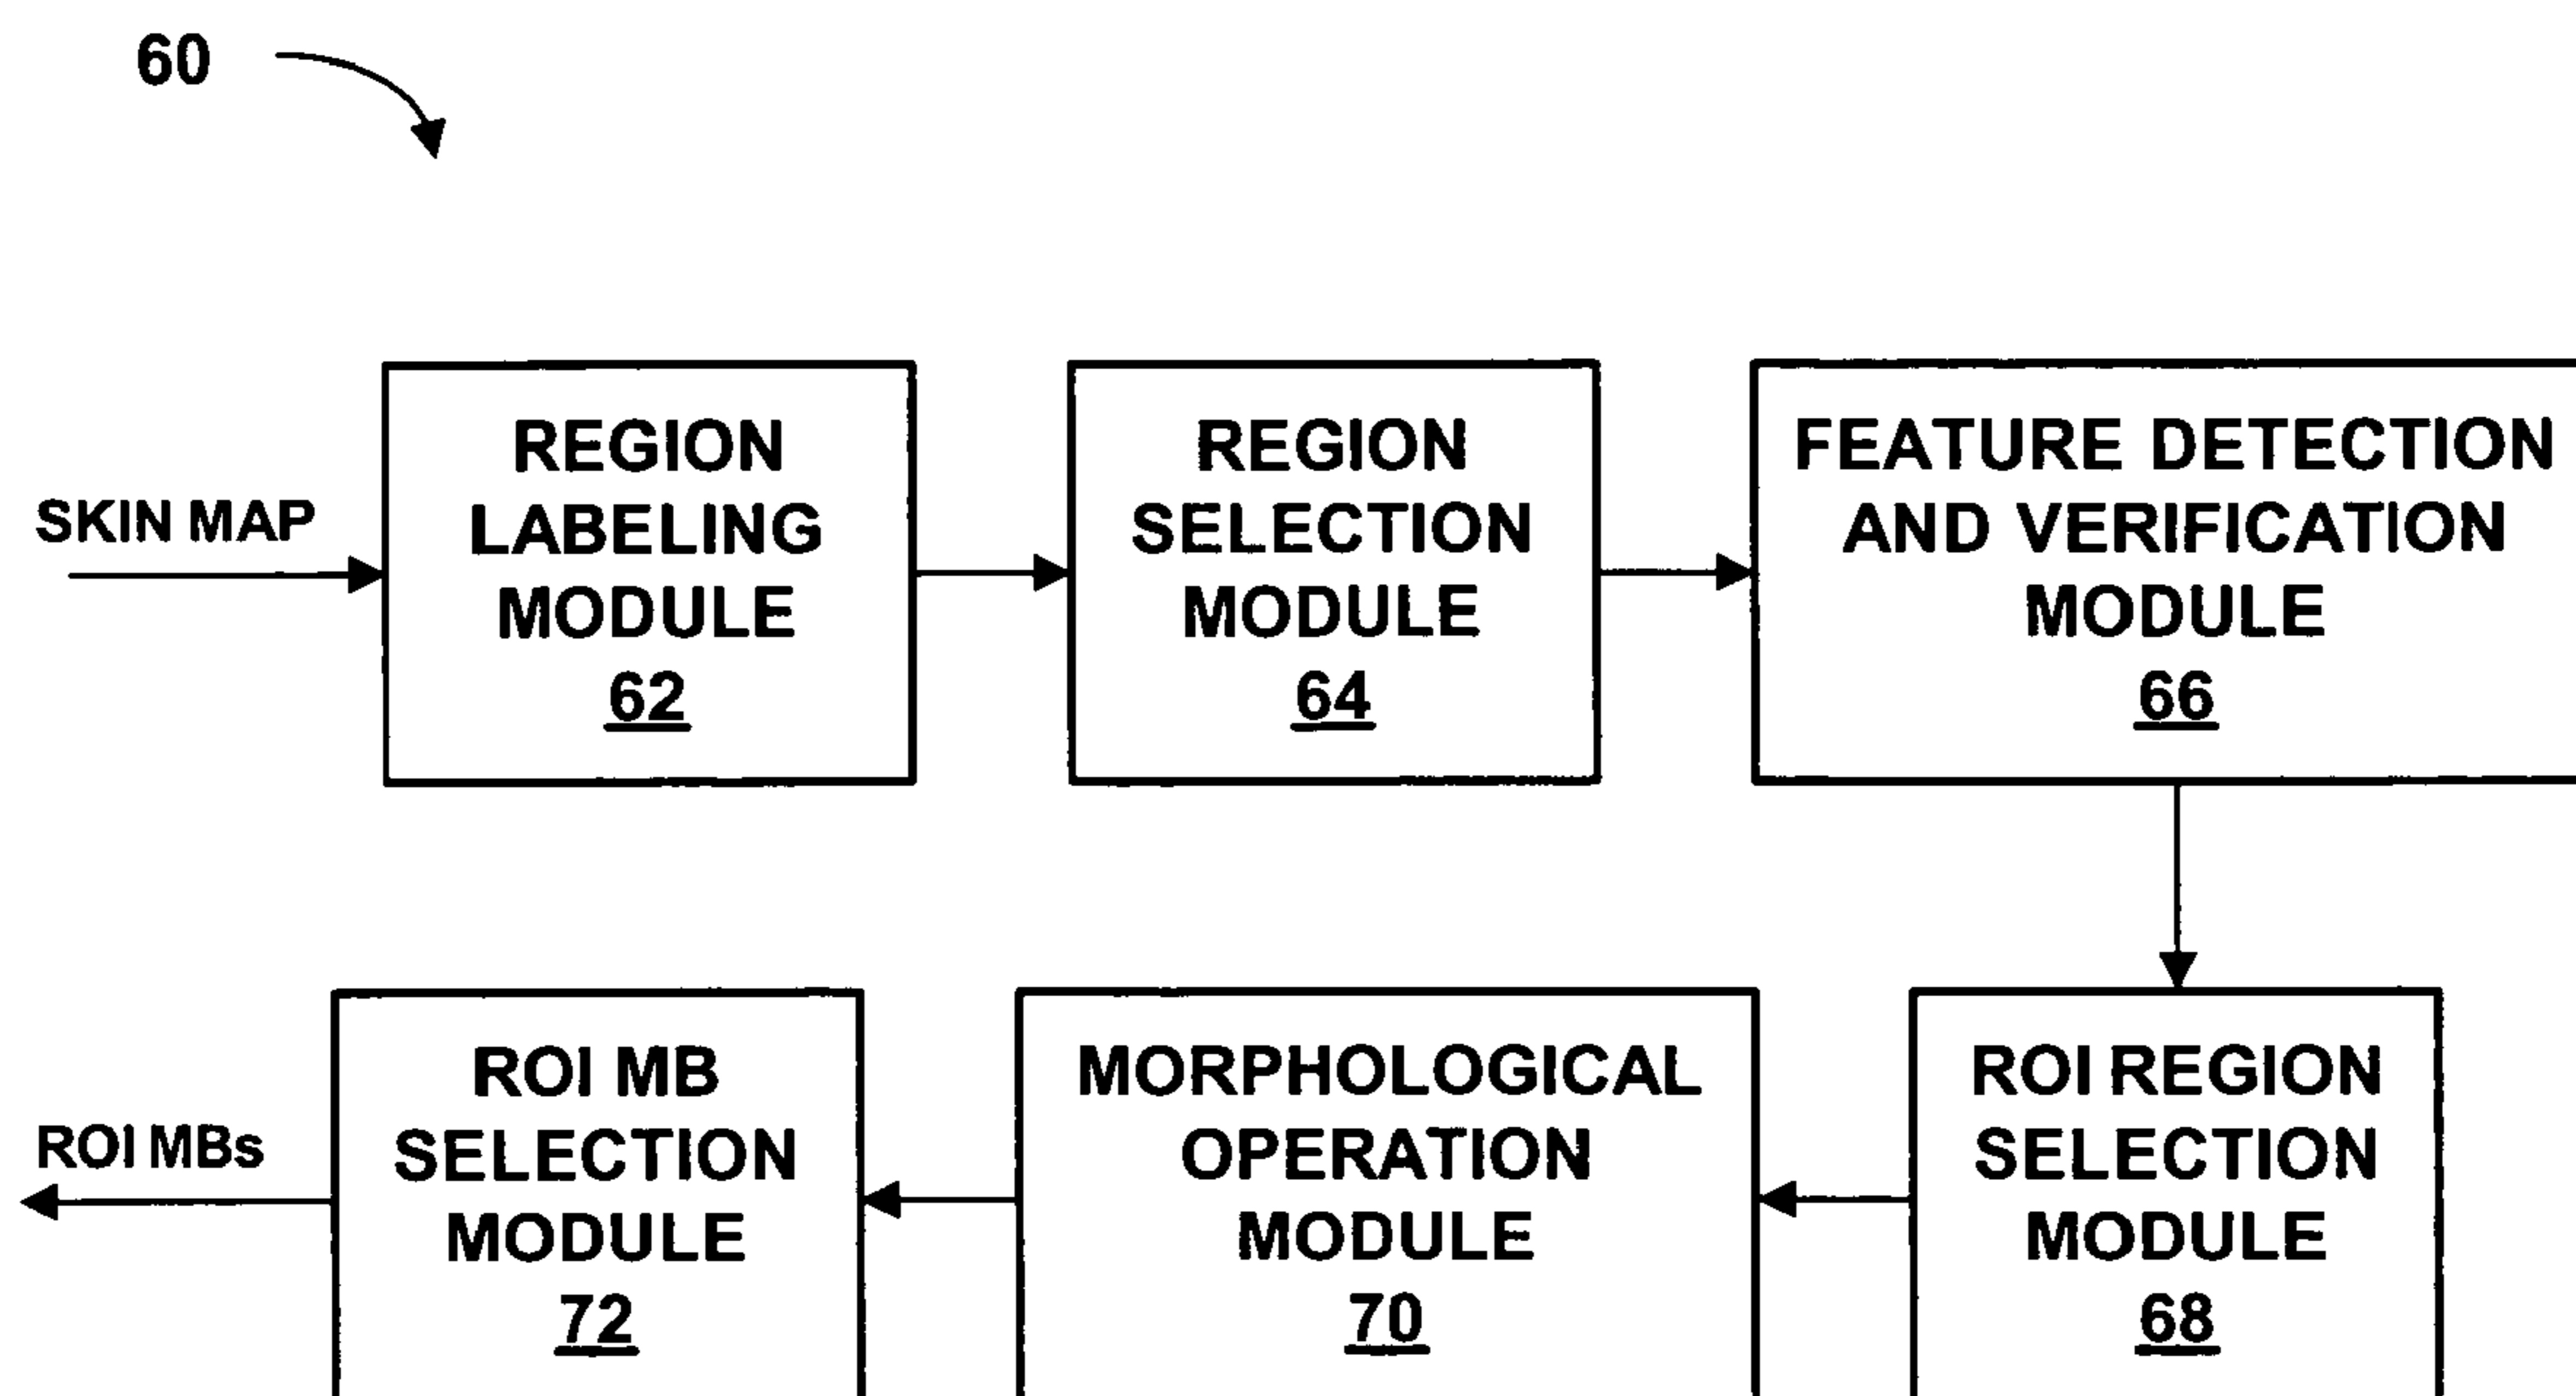 60
SKIN MAP
REGION
LABELING
MODULE
62
REGION
SELECTION
MODULE
64
FEATURE DETECTION
AND VERIFICATION
MODULE
66
ROI MBs
ROI MB
SELECTION
MODULE
72
MORPHOLOGICAL
OPERATION
MODULE
70
ROI REGION
SELECTION
MODULE
68